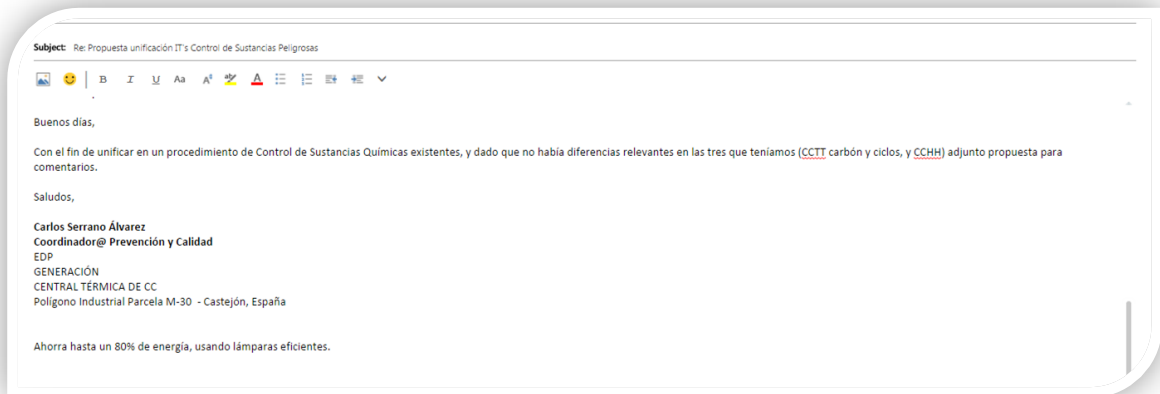 Subject: Re: Propuesta unificación IT's Control de Sustancias Peligrosas
B I U Aa A aby A
Buenos días,
Con el fin de unificar en un procedimiento de Control de Sustancias Químicas existentes, y dado que no había diferencias relevantes en las tres que teníamos (CCTT carbón y ciclos, y CCHH) adjunto propuesta para
comentarios.
Saludos,
Carlos Serrano Álvarez
Coordinador@ Prevención y Calidad
EDP
GENERACIÓN
CENTRAL TÉRMICA DE CC
Polígono Industrial Parcela M-30 - Castejón, España
Ahorra hasta un 80% de energía, usando lámparas eficientes.